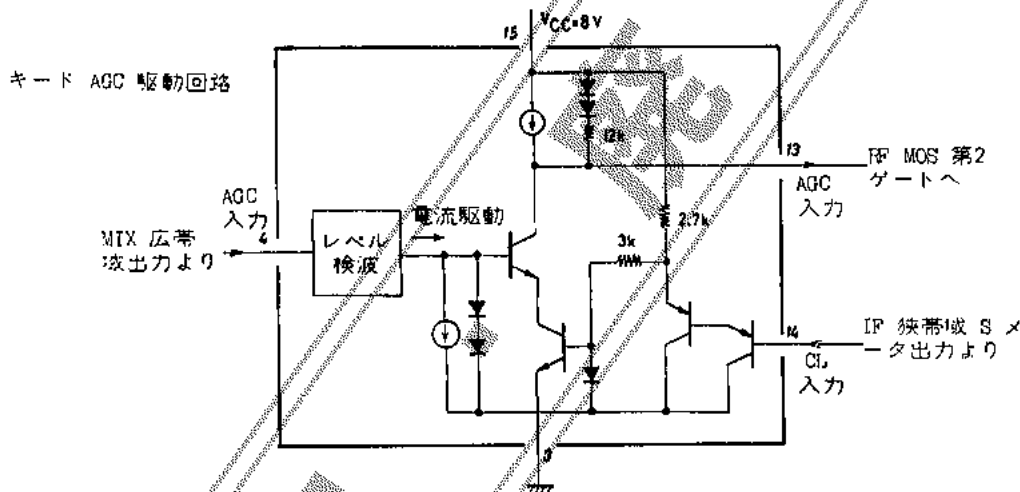 15
VCC=8V
キード AGC 駆動回路
12k
13
RF MOS 第2
ゲートへ
AGC
入力
AGC
入力
4
電流駆動
2.7k
MIX 広帯
域出力より
レベル
検波
3k
14
IF 狭帯域 S メ
ータ出力より
CL
入力